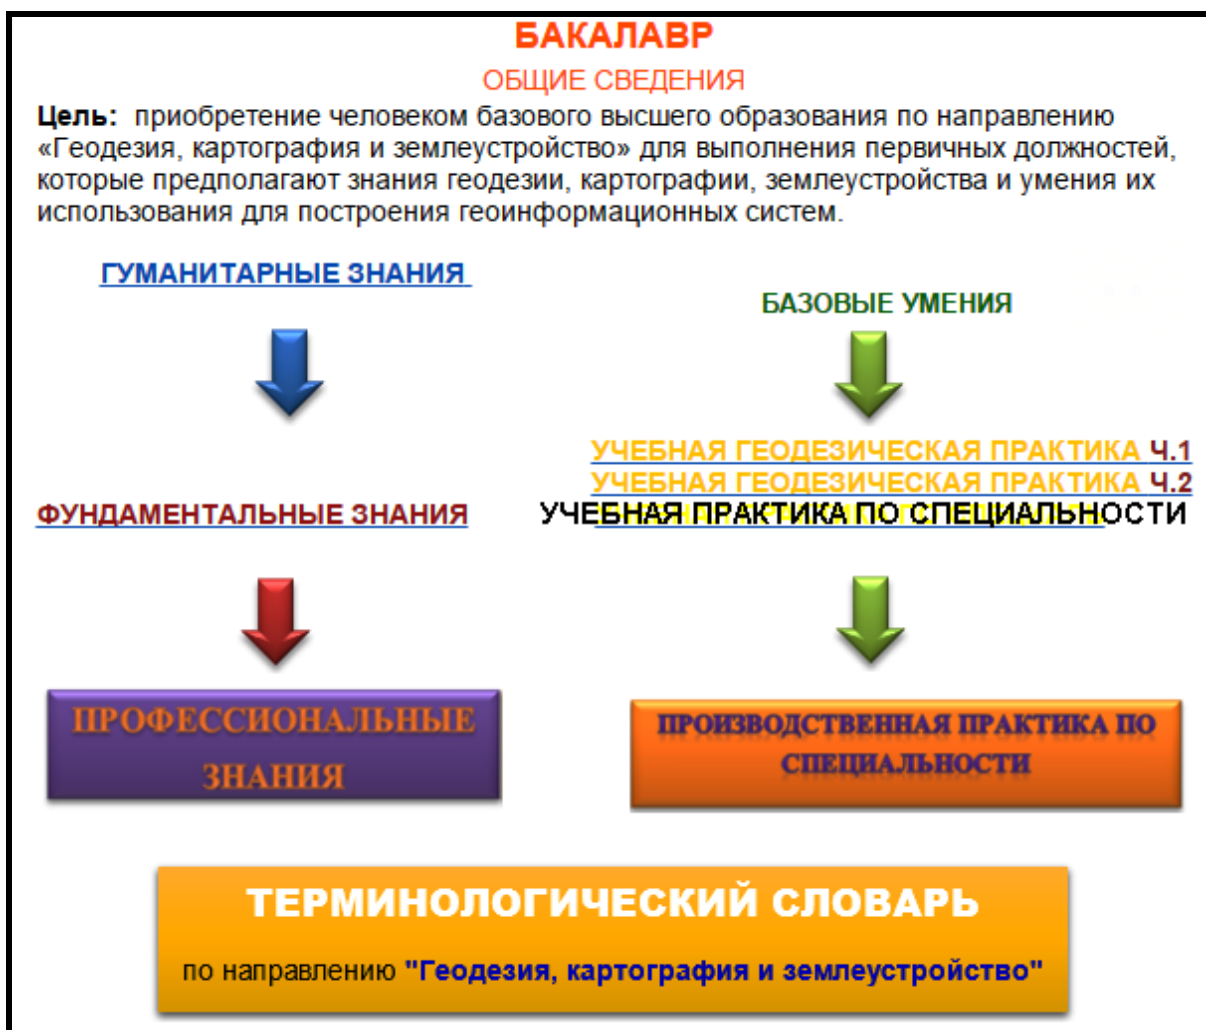 БАКАЛАВР
ОБЩИЕ СВЕДЕНИЯ
Цель: приобретение человеком базового высшего образования по направлению
«Геодезия, картография и землеустройство» для выполнения первичных должностей,
которые предполагают знания геодезии, картографии, землеустройства и умения их
использования для построения геоинформационных систем.
ГУМАНИТАРНЫЕ ЗНАНИЯ
БАЗОВЫЕ УМЕНИЯ
УЧЕБНАЯ ГЕОДЕЗИЧЕСКАЯ ПРАКТИКА Ч.1
УЧЕБНАЯ ГЕОДЕЗИЧЕСКАЯ ПРАКТИКА Ч.2
ФУНДАМЕНТАЛЬНЫЕ ЗНАНИЯ
УЧЕБНАЯ ПРАКТИКА ПО СПЕЦИАЛЬНОСТИ
ПРОФЕССИОНАЛЬНЫЕ
ЗНАНИЯ
ПРОИЗВОДСТВЕННАЯ ПРАКТИКА ПО
СПЕЦИАЛЬНОСТИ
ТЕРМИНОЛОГИЧЕСКИЙ СЛОВАРЬ
по направлению "Геодезия, картография и землеустройство"